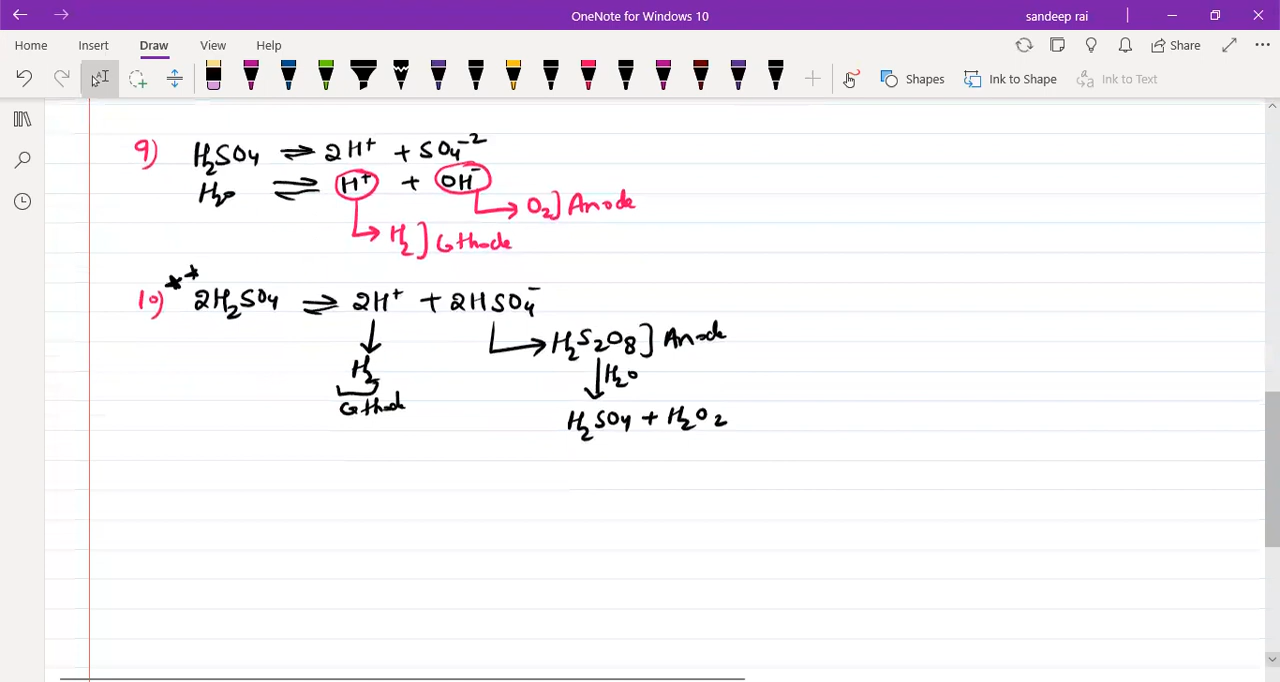 OneNote for Windows 10
sandeep rai
Home Insert Draw View Help
Share
Shapes Ink to Shape Ink to Text
9) H₂SO₄ ⇌ 2H⁺ + SO₄⁻²
H₂O ⇌ H⁺ + OH⁻
→ O₂] Anode
→ H₂] Cathode
10) ** 2H₂SO₄ ⇌ 2H⁺ + 2HSO₄⁻
→ H₂S₂O₈] Anode
↓ H₂O
H₂
Cathode
H₂SO₄ + H₂O₂